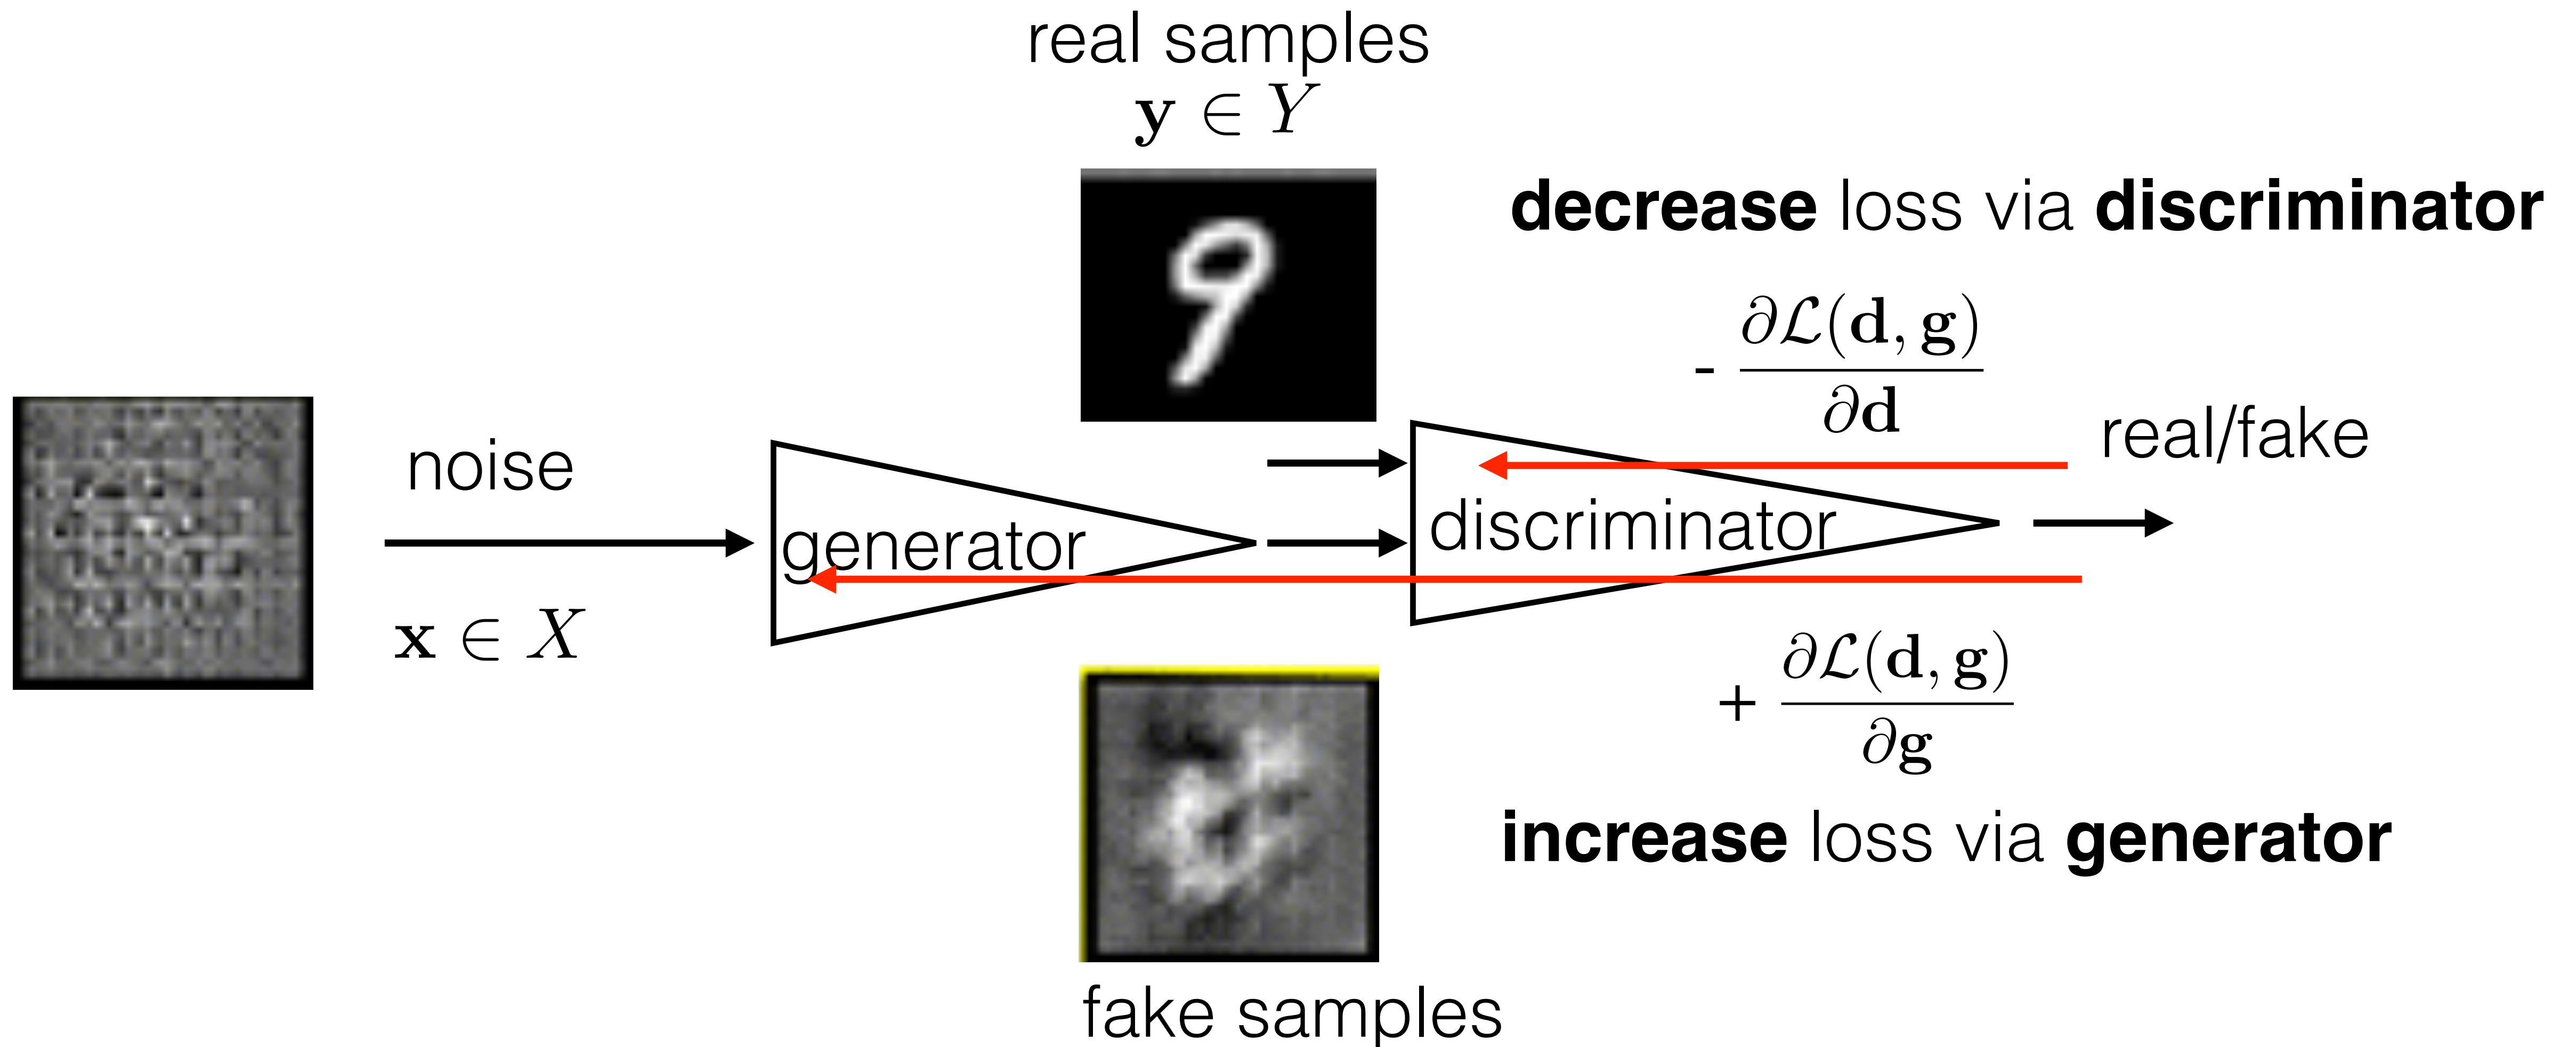 real samples
y ∈ Y
decrease loss via discriminator
- ∂ℒ(d, g)
∂d
noise
real/fake
generator
discriminator
x ∈ X
+ ∂ℒ(d, g)
∂g
increase loss via generator
fake samples